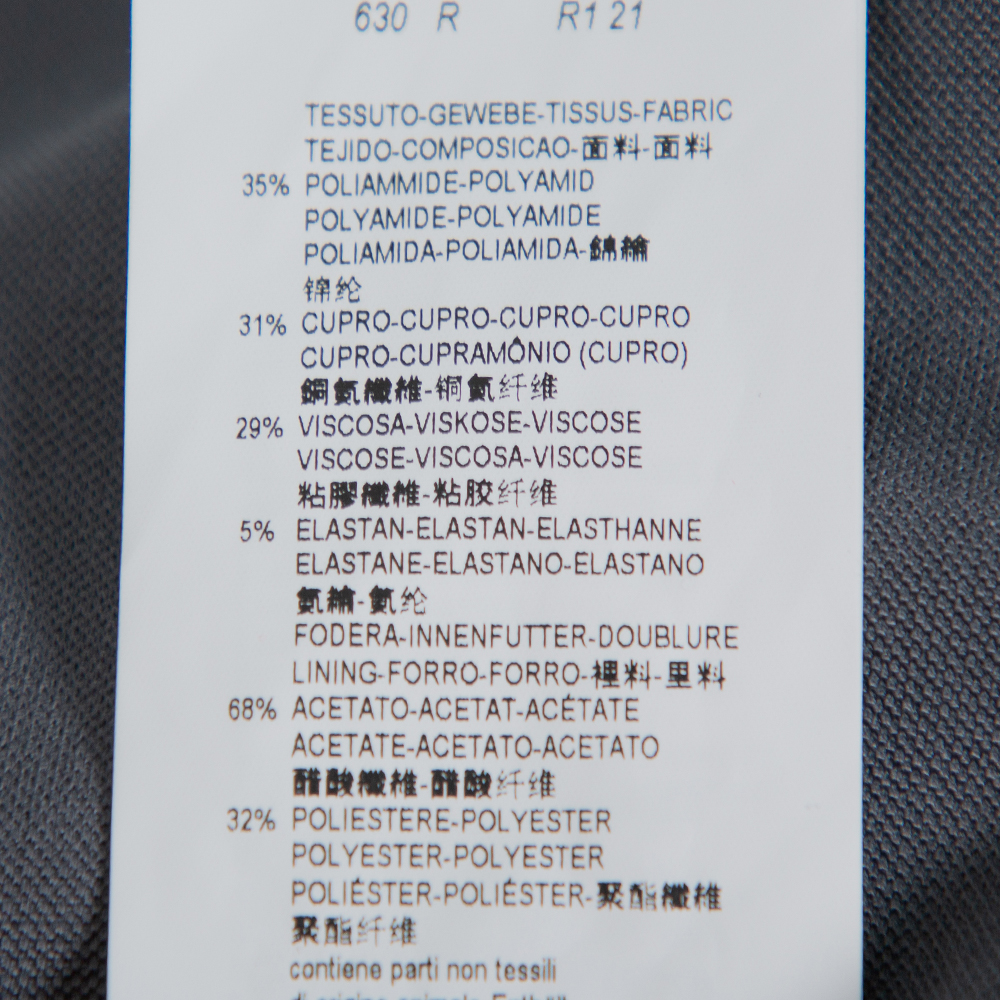 630 R R1 21
TESSUTO-GEWEBE-TISSUS-FABRIC
TEJIDO-COMPOSICAO-面料-面料
35% POLIAMMIDE-POLYAMID
POLYAMIDE-POLYAMIDE
POLIAMIDA-POLIAMIDA-錦綸
锦纶
31% CUPRO-CUPRO-CUPRO-CUPRO
CUPRO-CUPRAMÔNIO (CUPRO)
銅氨纖維-铜氨纤维
29% VISCOSA-VISKOSE-VISCOSE
VISCOSE-VISCOSA-VISCOSE
粘膠纖維-粘胶纤维
5% ELASTAN-ELASTAN-ELASTHANNE
ELASTANE-ELASTANO-ELASTANO
氨綸-氨纶
FODERA-INNENFUTTER-DOUBLURE
LINING-FORRO-FORRO-裡料-里料
68% ACETATO-ACETAT-ACÉTATE
ACETATE-ACETATO-ACETATO
醋酸纖維-醋酸纤维
32% POLIESTERE-POLYESTER
POLYESTER-POLYESTER
POLIÉSTER-POLIÉSTER-聚酯纖維
聚酯纤维
contiene parti non tessili